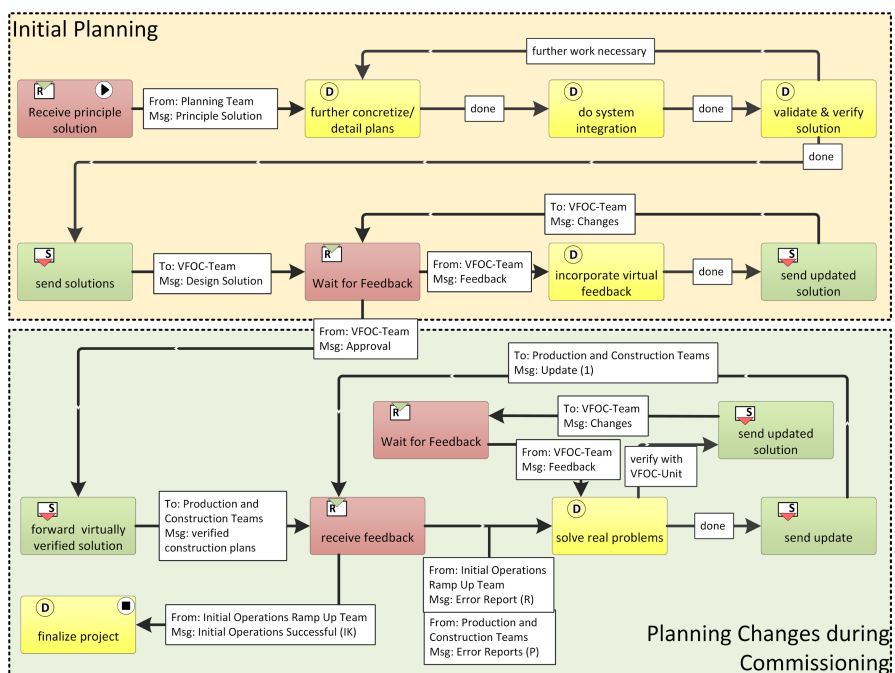 Initial Planning
further work necessary
R
Receive principle
solution
From: Planning Team
Msg: Principle Solution
D
further concretize/
detail plans
done
D
do system
integration
done
D
validate & verify
solution
done
To: VFOC-Team
Msg: Changes
S
send solutions
To: VFOC-Team
Msg: Design Solution
R
Wait for Feedback
From: VFOC-Team
Msg: Feedback
D
incorporate virtual
feedback
done
S
send updated
solution
From: VFOC-Team
Msg: Approval
To: Production and Construction Teams
Msg: Update (1)
R
Wait for Feedback
To: VFOC-Team
Msg: Changes
S
send updated
solution
From: VFOC-Team
Msg: Feedback
verify with
VFOC-Unit
S
forward virtually
verified solution
To: Production and
Construction Teams
Msg: verified
construction plans
R
receive feedback
D
solve real problems
done
S
send update
From: Initial Operations
Ramp Up Team
Msg: Error Report (R)
From: Production and
Construction Teams
Msg: Error Reports (P)
D
finalize project
From: Initial Operations Ramp Up Team
Msg: Initial Operations Successful (IK)
Planning Changes during
Commissioning